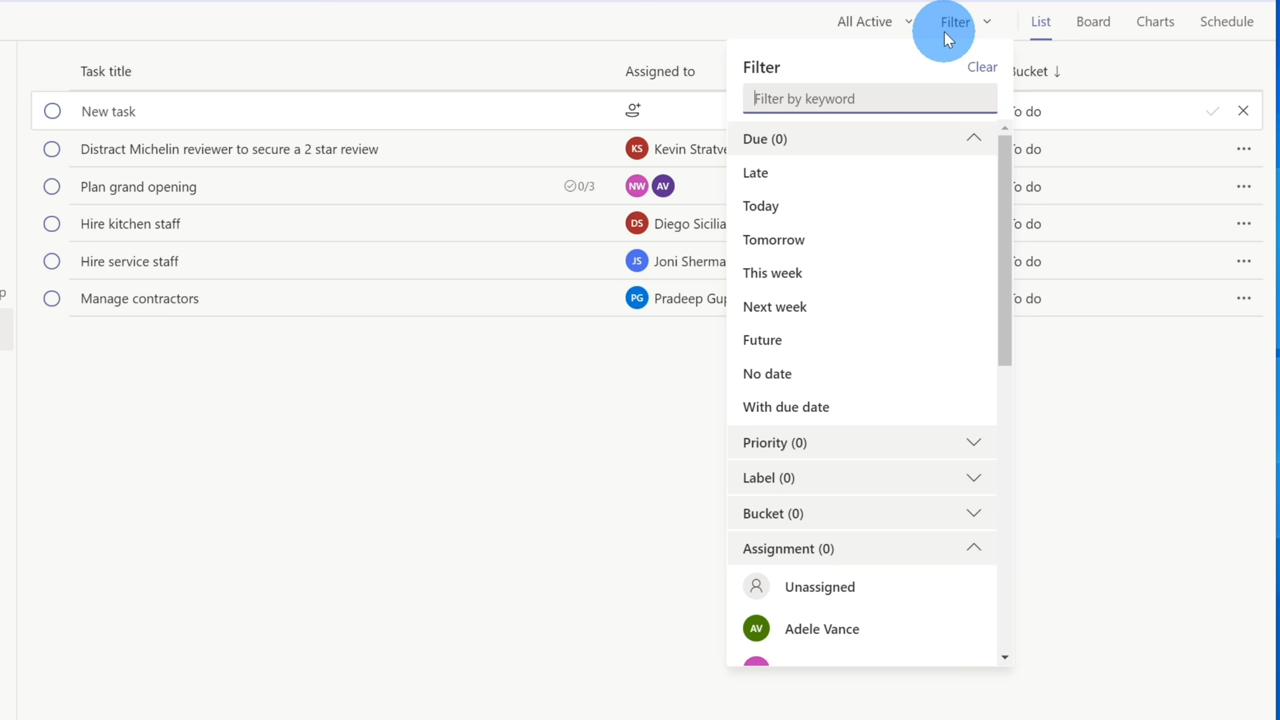 All Active
Filter
List
Board
Charts
Schedule
Task title
Assigned to
Bucket ↓
New task
To do
Distract Michelin reviewer to secure a 2 star review
KS Kevin
To do
Plan grand opening
0/3
NW AV
To do
Hire kitchen staff
DS Diego
To do
Hire service staff
JS Joni
To do
Manage contractors
PG Pradeep
To do
Filter
Clear
Filter by keyword
Due (0)
Late
Today
Tomorrow
This week
Next week
Future
No date
With due date
Priority (0)
Label (0)
Bucket (0)
Assignment (0)
Unassigned
AV Adele Vance